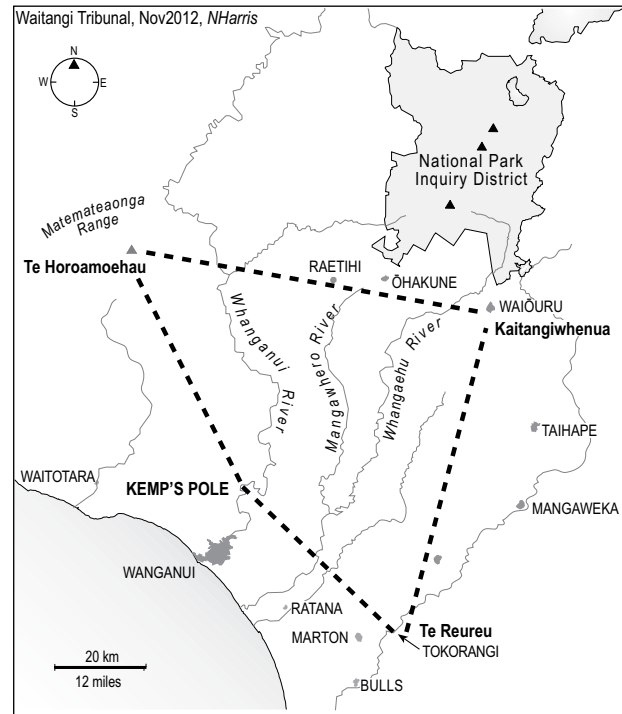 Waitangi Tribunal, Nov2012, NHarris
N
W E
S
National Park
Inquiry District
Matemateaonga
Range
Te Horoamoehau
RAETIHI
ŌHAKUNE
WAIŌURU
Kaitangiwhenua
Whanganui River
Mangawhero River
Whangaehu River
TAIHAPE
WAITOTARA
KEMP'S POLE
MANGAWEKA
WANGANUI
RATANA
MARTON
Te Reureu
TOKORANGI
20 km
12 miles
BULLS